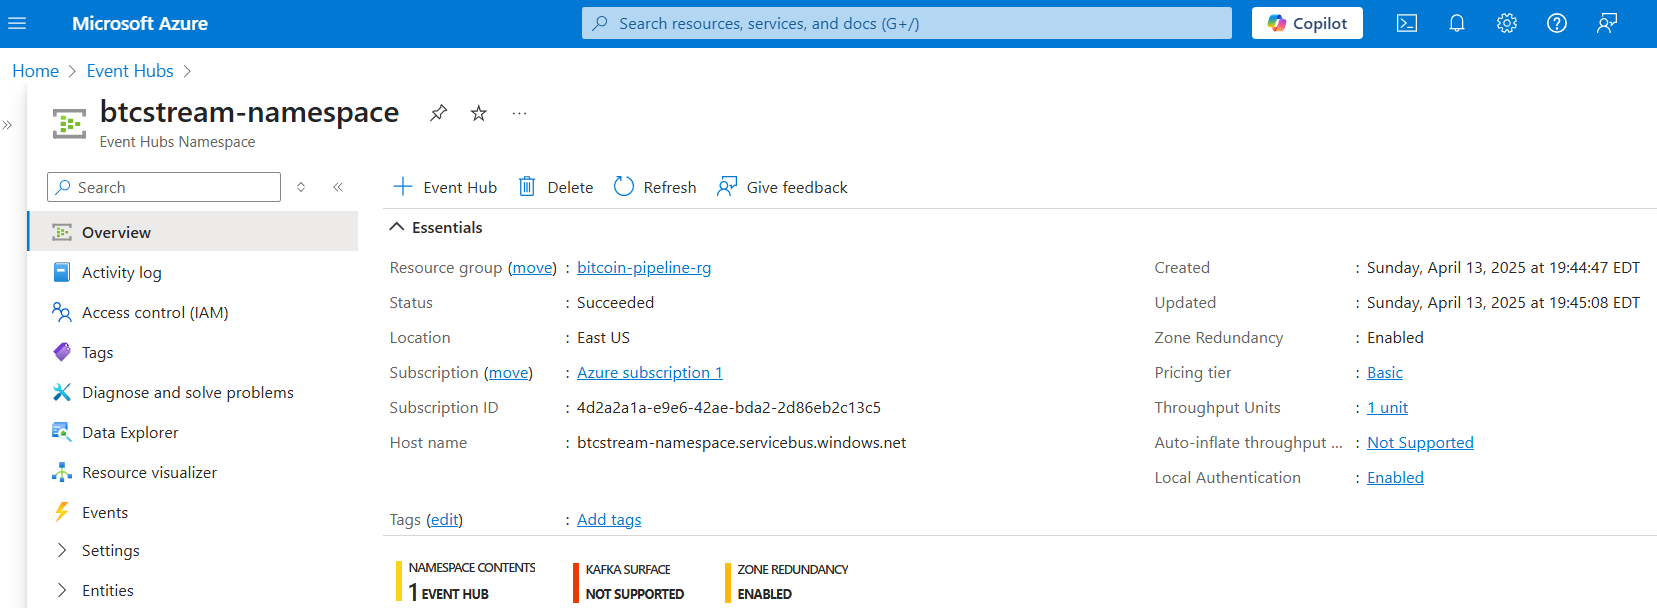 Microsoft Azure
Search resources, services, and docs (G+/)
Copilot
Home > Event Hubs >
btcstream-namespace
Event Hubs Namespace
Search
Event Hub
Delete
Refresh
Give feedback
Overview
Activity log
Access control (IAM)
Tags
Diagnose and solve problems
Data Explorer
Resource visualizer
Events
Settings
Entities
Essentials
Resource group (move) : bitcoin-pipeline-rg
Status : Succeeded
Location : East US
Subscription (move) : Azure subscription 1
Subscription ID : 4d2a2a1a-e9e6-42ae-bda2-2d86eb2c13c5
Host name : btcstream-namespace.servicebus.windows.net
Created : Sunday, April 13, 2025 at 19:44:47 EDT
Updated : Sunday, April 13, 2025 at 19:45:08 EDT
Zone Redundancy : Enabled
Pricing tier : Basic
Throughput Units : 1 unit
Auto-inflate throughput ... : Not Supported
Local Authentication : Enabled
Tags (edit) : Add tags
NAMESPACE CONTENTS
1 EVENT HUB
KAFKA SURFACE
NOT SUPPORTED
ZONE REDUNDANCY
ENABLED